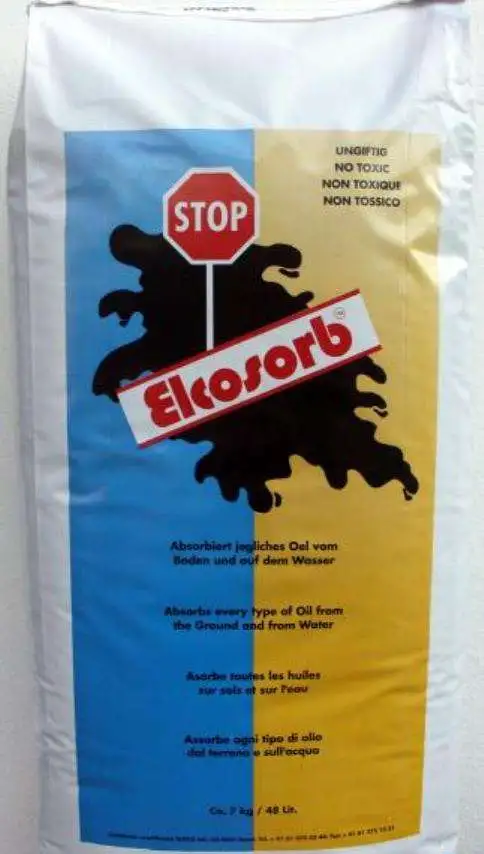 UNGIFTIG
NO TOXIC
NON TOXIQUE
NON TOSSICO
STOP
Elcosorb
Absorbiert jegliches Oel vom
Boden und auf dem Wasser
Absorbs every type of Oil from
the Ground and from Water
Asorbe toutes les huiles
sur sols et sur l'eau
Assorbe ogni tipo di olio
dal terreno e sull'acqua
Ca. 7 kg / 48 Lir.